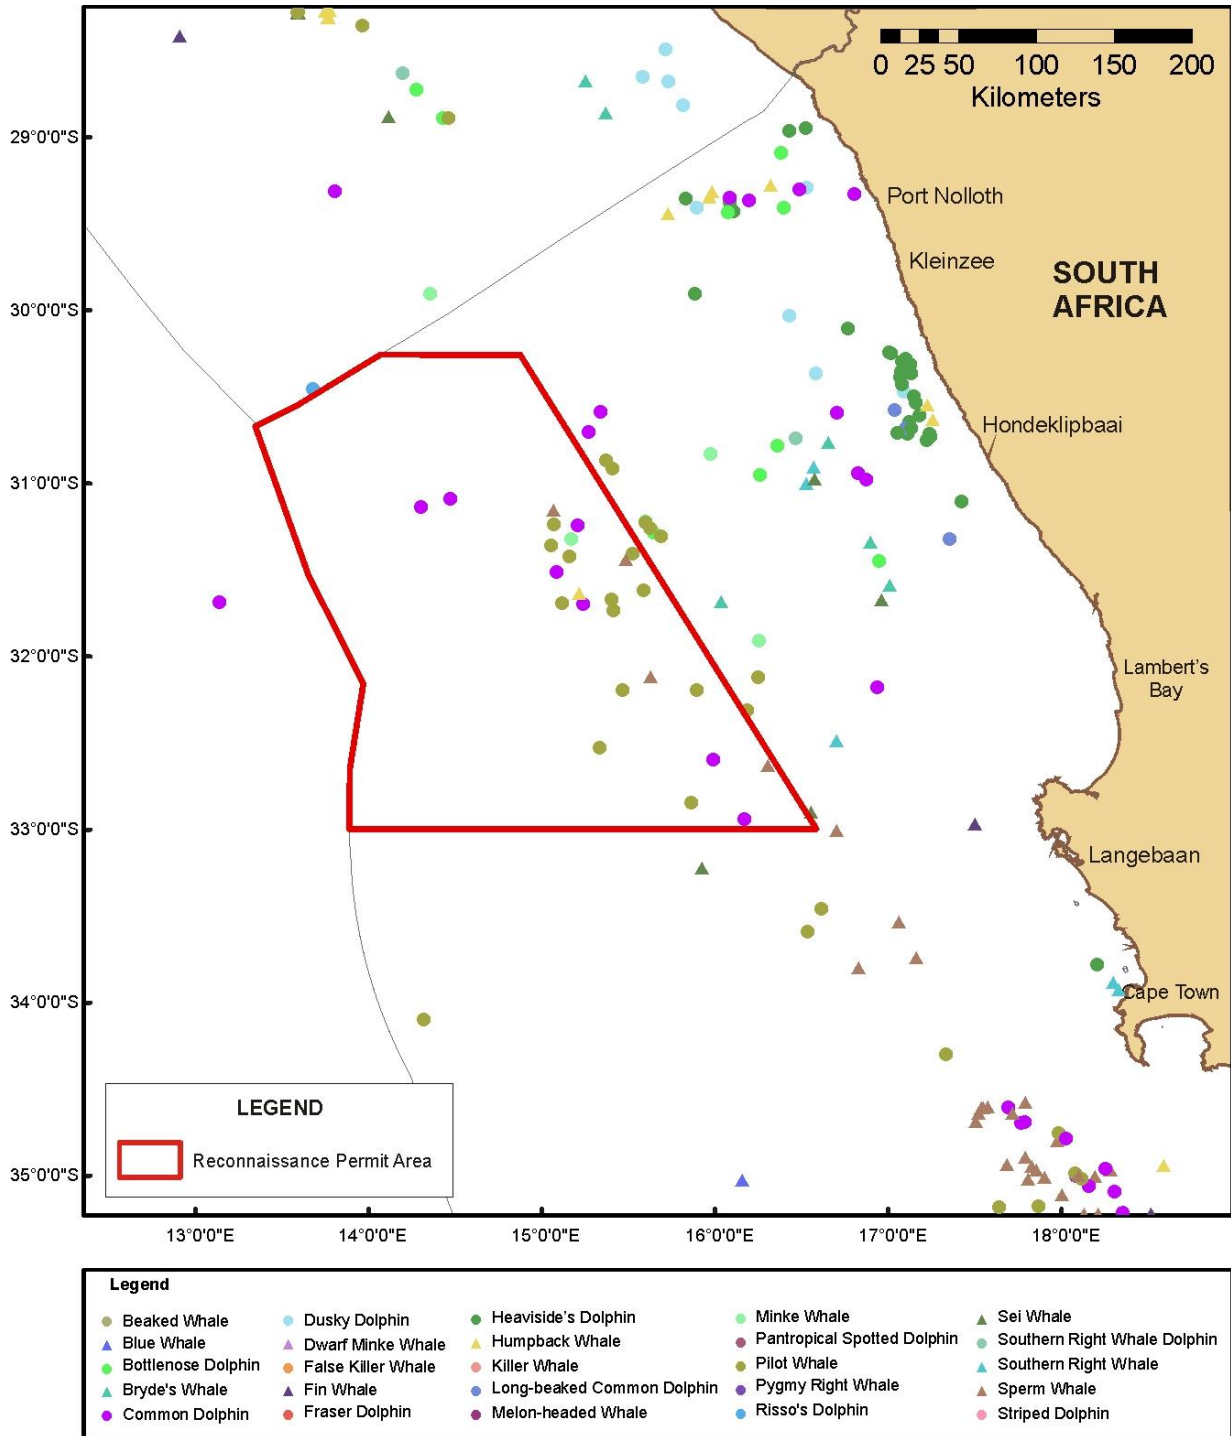 0 25 50 100 150 200
Kilometers
29°0'0"S
Port Nolloth
Kleinzee
SOUTH
AFRICA
30°0'0"S
Hondeklipbaai
31°0'0"S
32°0'0"S
Lambert's
Bay
33°0'0"S
Langebaan
34°0'0"S
Cape Town
LEGEND
Reconnaissance Permit Area
35°0'0"S
13°0'0"E 14°0'0"E 15°0'0"E 16°0'0"E 17°0'0"E 18°0'0"E
Legend
Beaked Whale
Blue Whale
Bottlenose Dolphin
Bryde's Whale
Common Dolphin
Dusky Dolphin
Dwarf Minke Whale
False Killer Whale
Fin Whale
Fraser Dolphin
Heaviside's Dolphin
Humpback Whale
Killer Whale
Long-beaked Common Dolphin
Melon-headed Whale
Minke Whale
Pantropical Spotted Dolphin
Pilot Whale
Pygmy Right Whale
Risso's Dolphin
Sei Whale
Southern Right Whale Dolphin
Southern Right Whale
Sperm Whale
Striped Dolphin